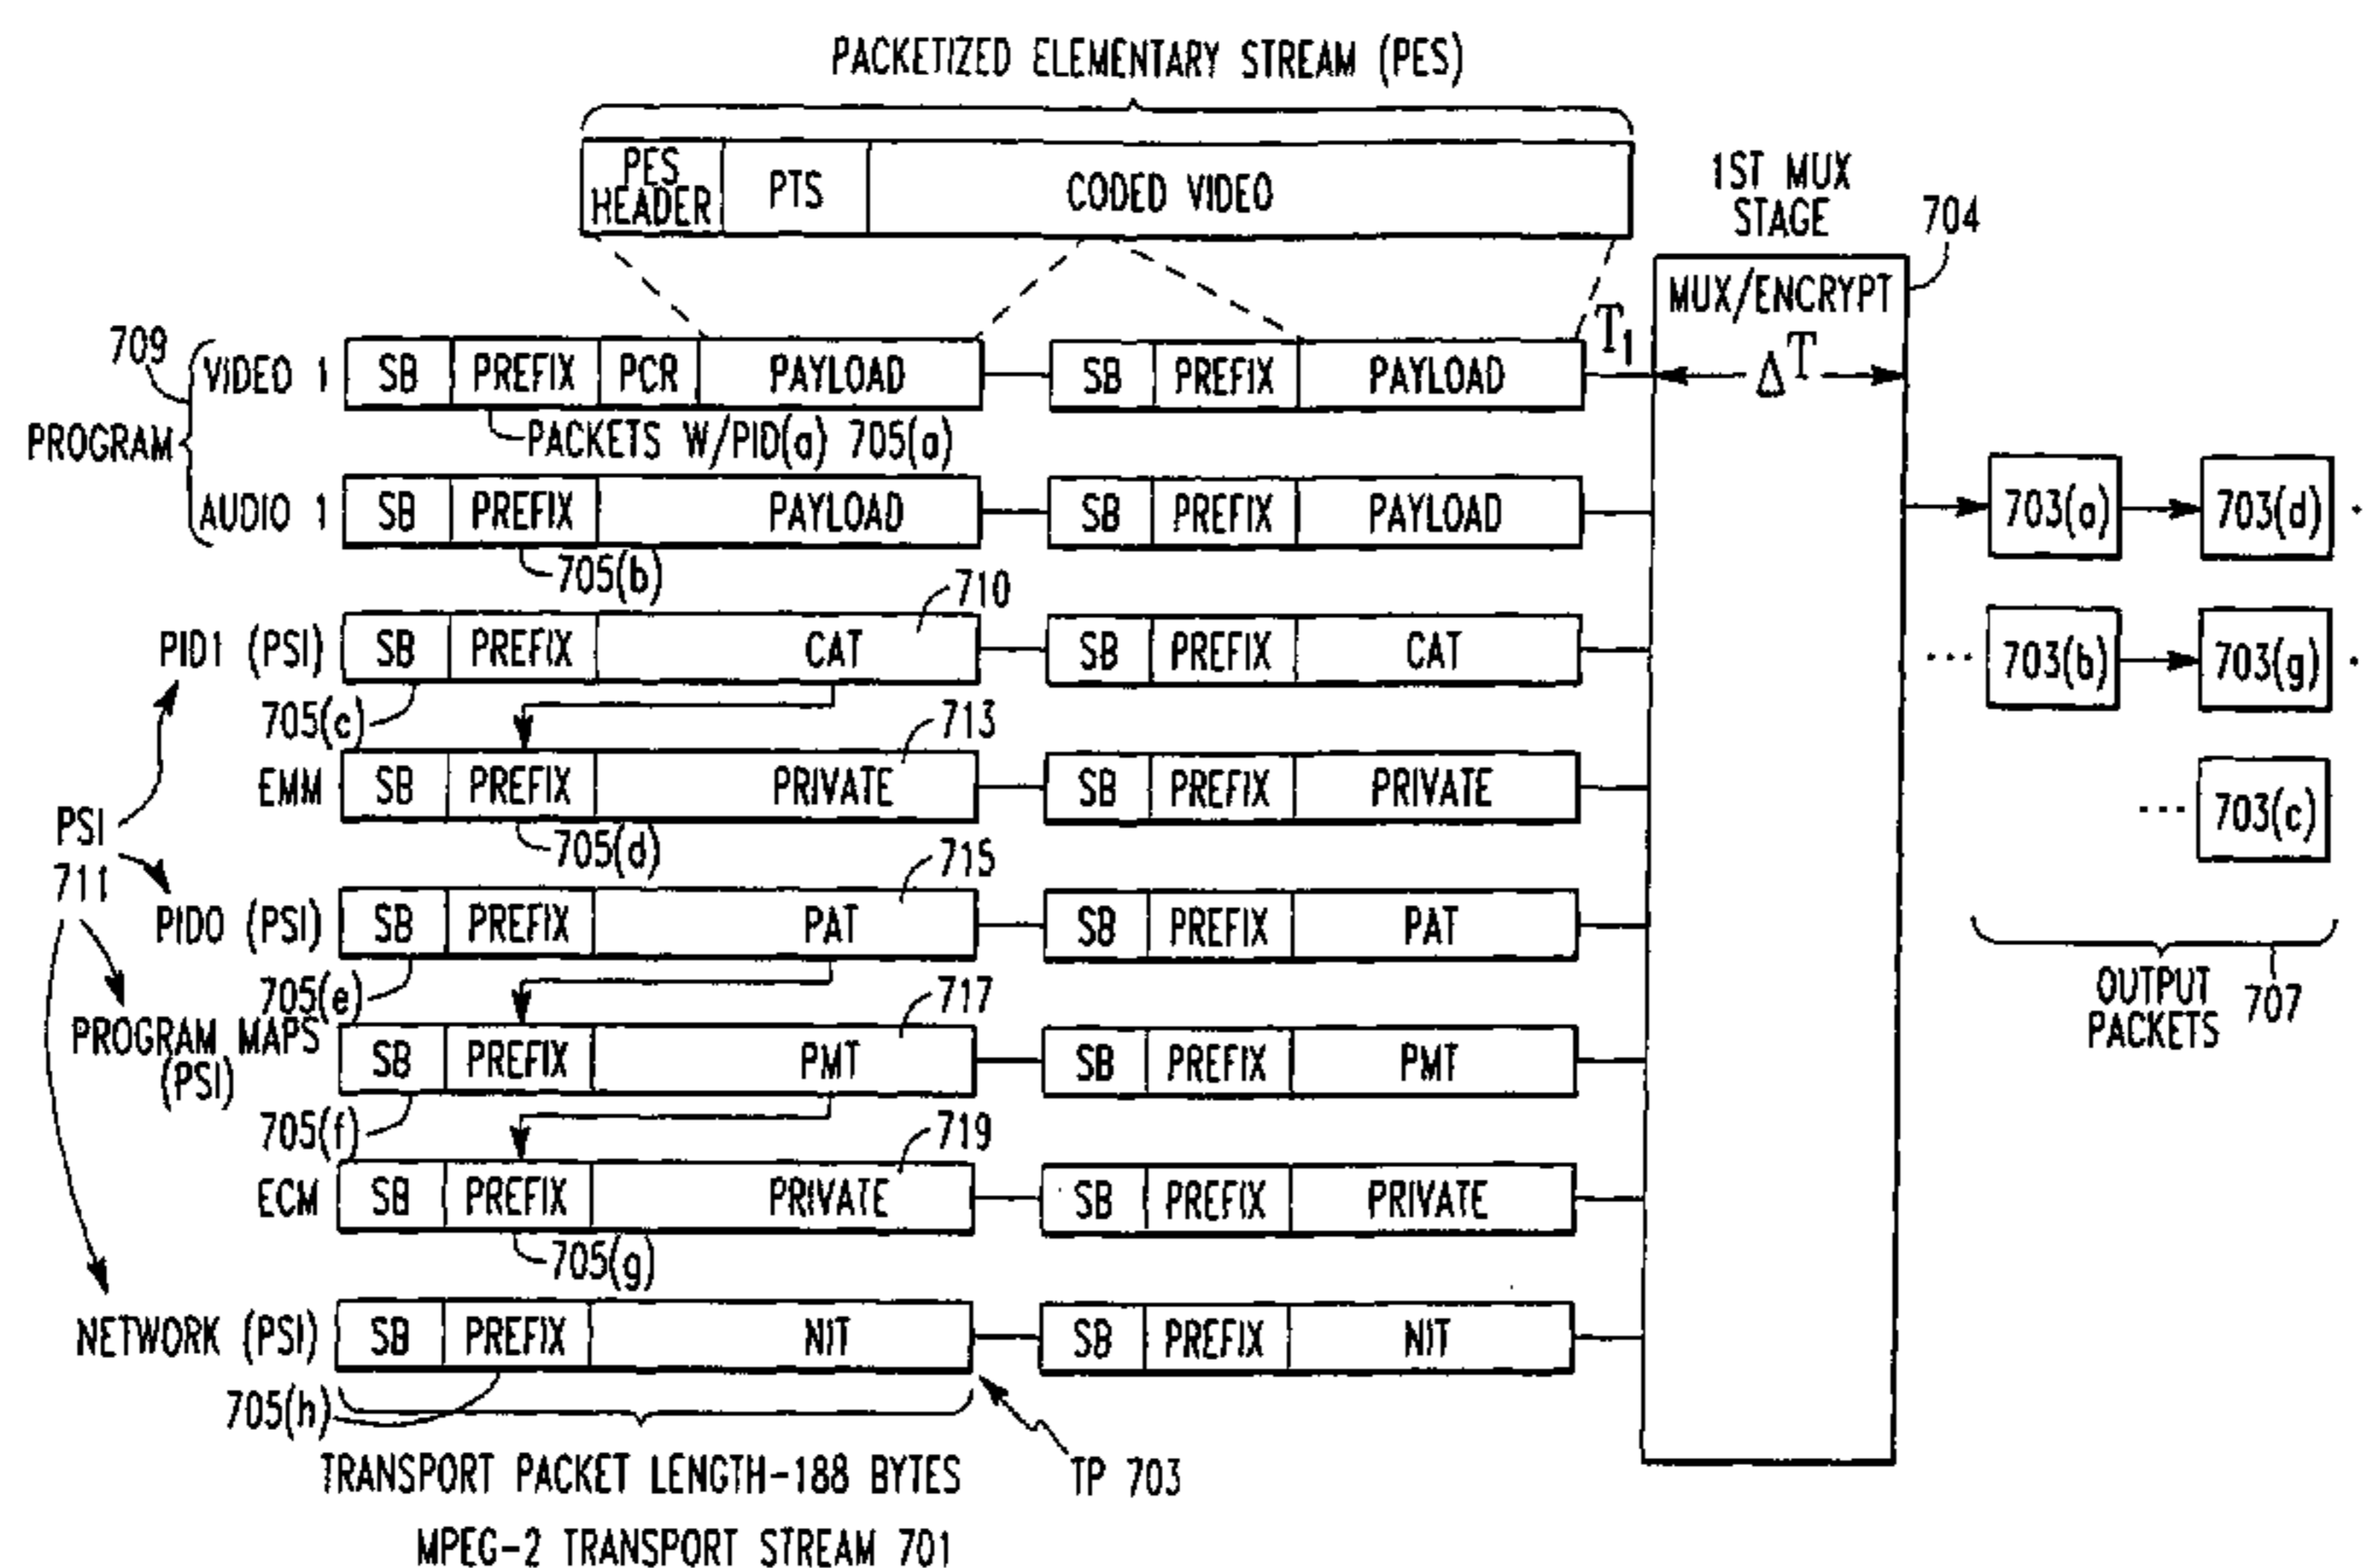 PACKETIZED ELEMENTARY STREAM (PES)
PES HEADER PTS CODED VIDEO
1ST MUX
STAGE
704
MUX/ENCRYPT
T1 ΔT
709
VIDEO 1 SB PREFIX PCR PAYLOAD SB PREFIX PAYLOAD
PROGRAM
PACKETS W/PID(a) 705(a)
AUDIO 1 SB PREFIX PAYLOAD SB PREFIX PAYLOAD
703(a) 703(d) .
705(b)
710
PID1 (PSI) SB PREFIX CAT SB PREFIX CAT
... 703(b) 703(g) .
705(c)
713
EMM SB PREFIX PRIVATE SB PREFIX PRIVATE
... 703(c)
PSI
711
705(d)
715
PID0 (PSI) SB PREFIX PAT SB PREFIX PAT
705(e)
717
OUTPUT
PACKETS 707
PROGRAM MAPS
(PSI)
SB PREFIX PMT SB PREFIX PMT
705(f)
719
ECM SB PREFIX PRIVATE SB PREFIX PRIVATE
705(g)
NETWORK (PSI) SB PREFIX NIT SB PREFIX NIT
705(h)
TRANSPORT PACKET LENGTH-188 BYTES
TP 703
MPEG-2 TRANSPORT STREAM 701